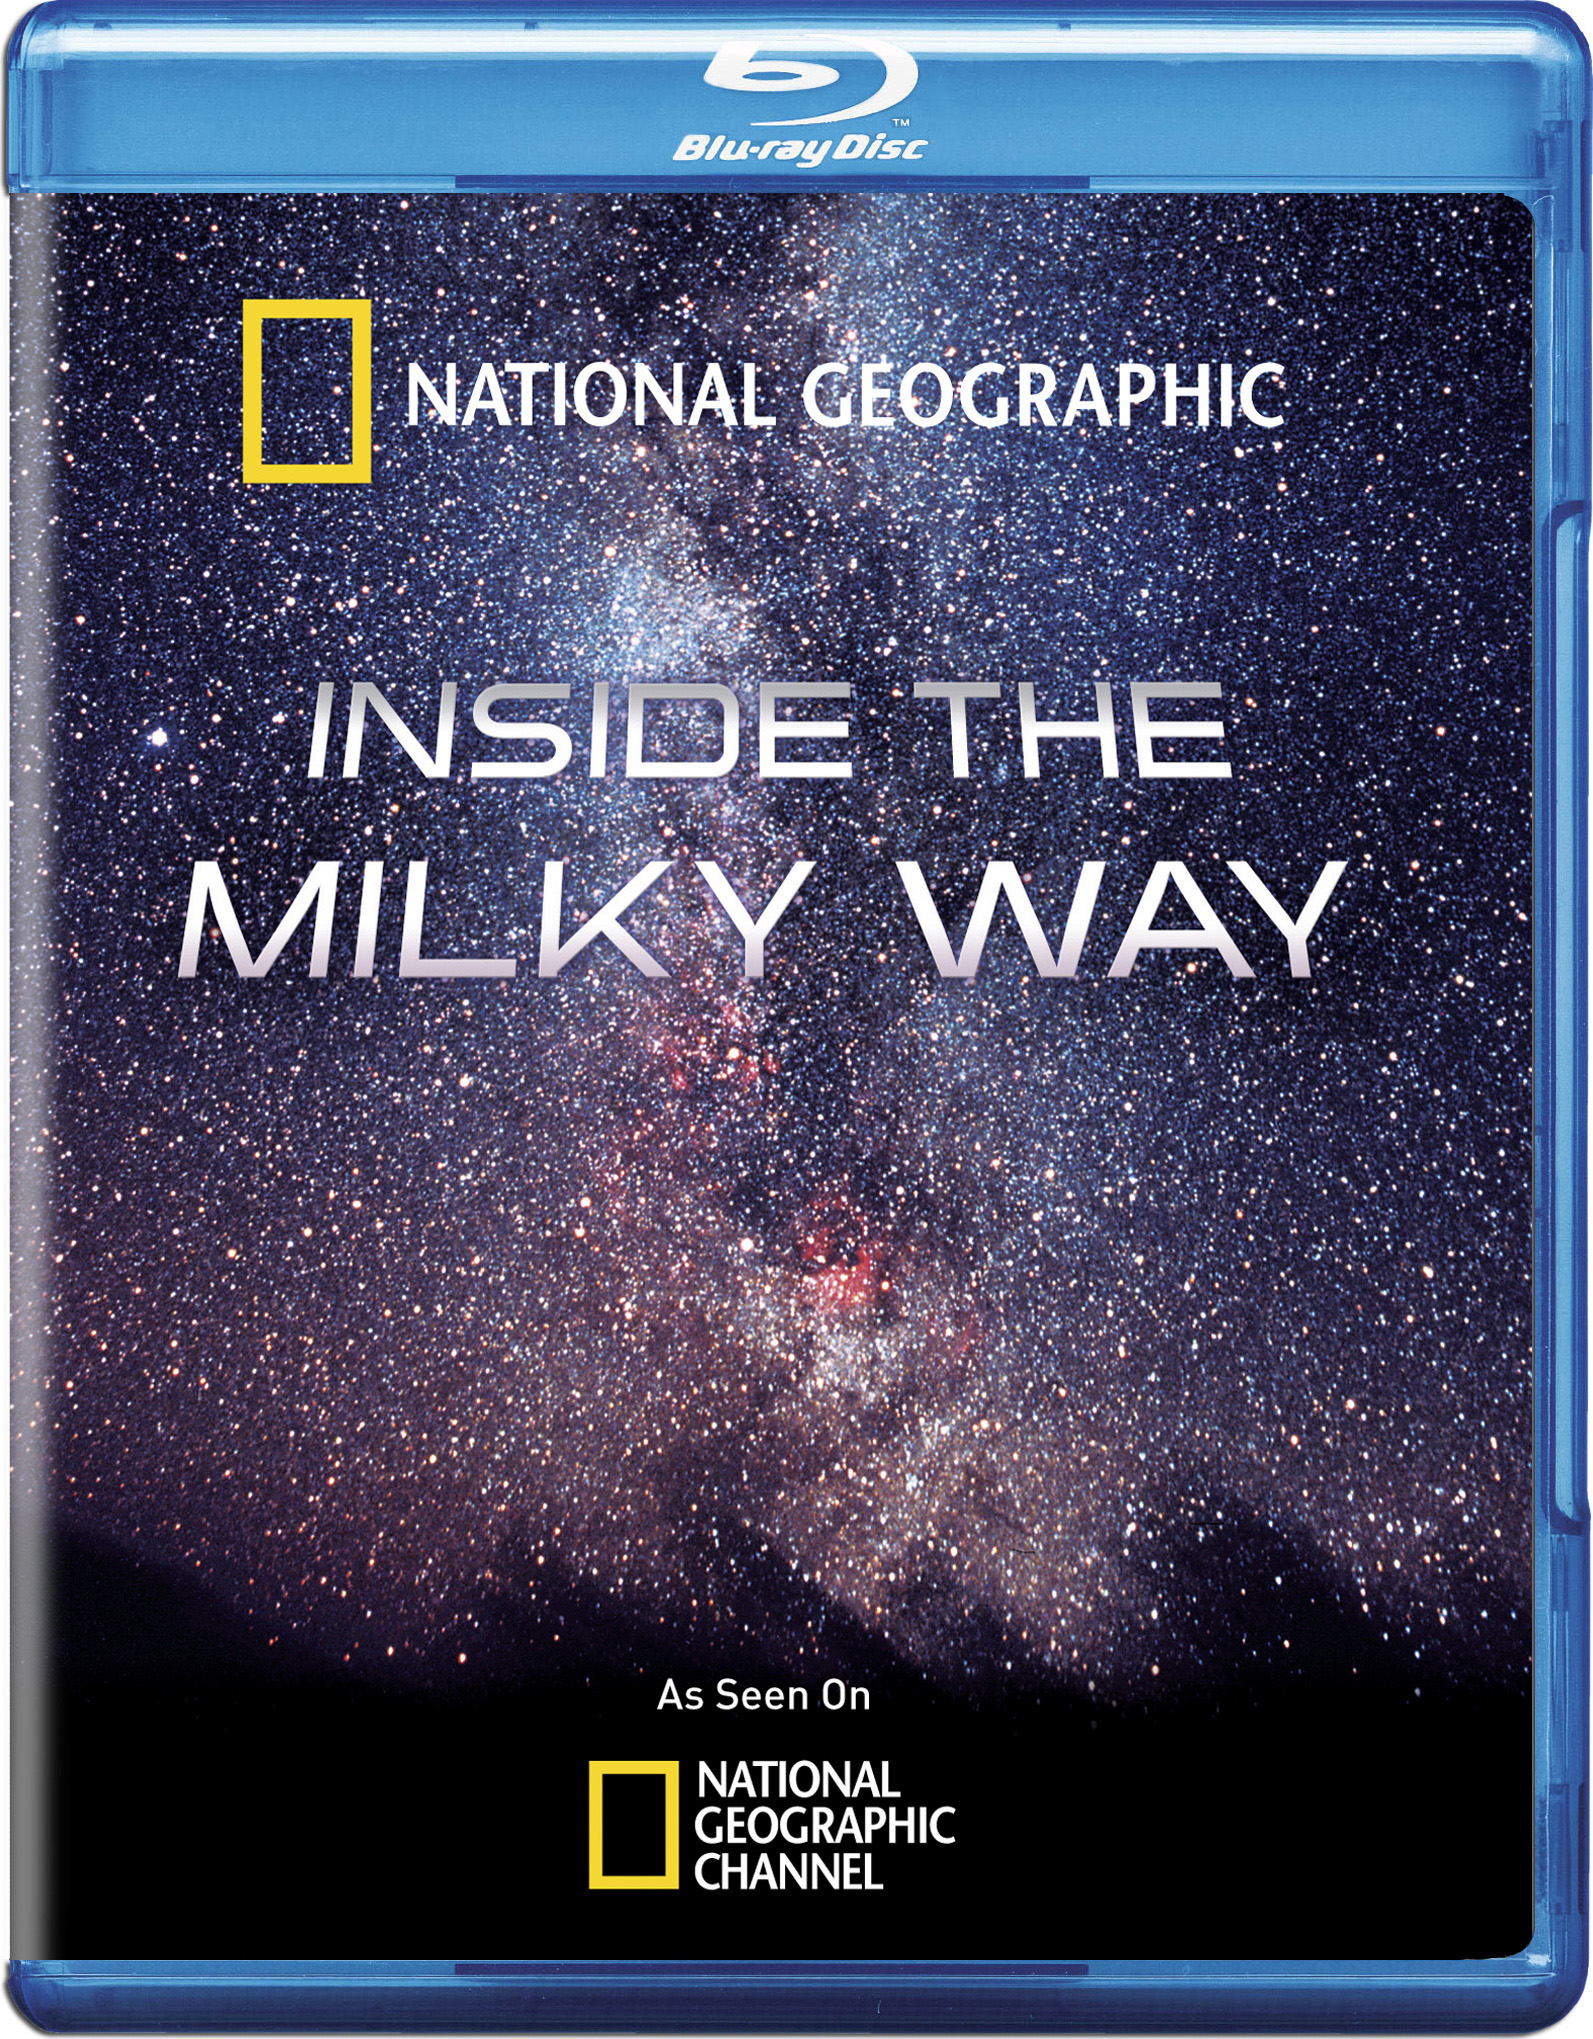 Blu-ray Disc
TM
NATIONAL GEOGRAPHIC
INSIDE THE
MILKY WAY
As Seen On
NATIONAL
GEOGRAPHIC
CHANNEL